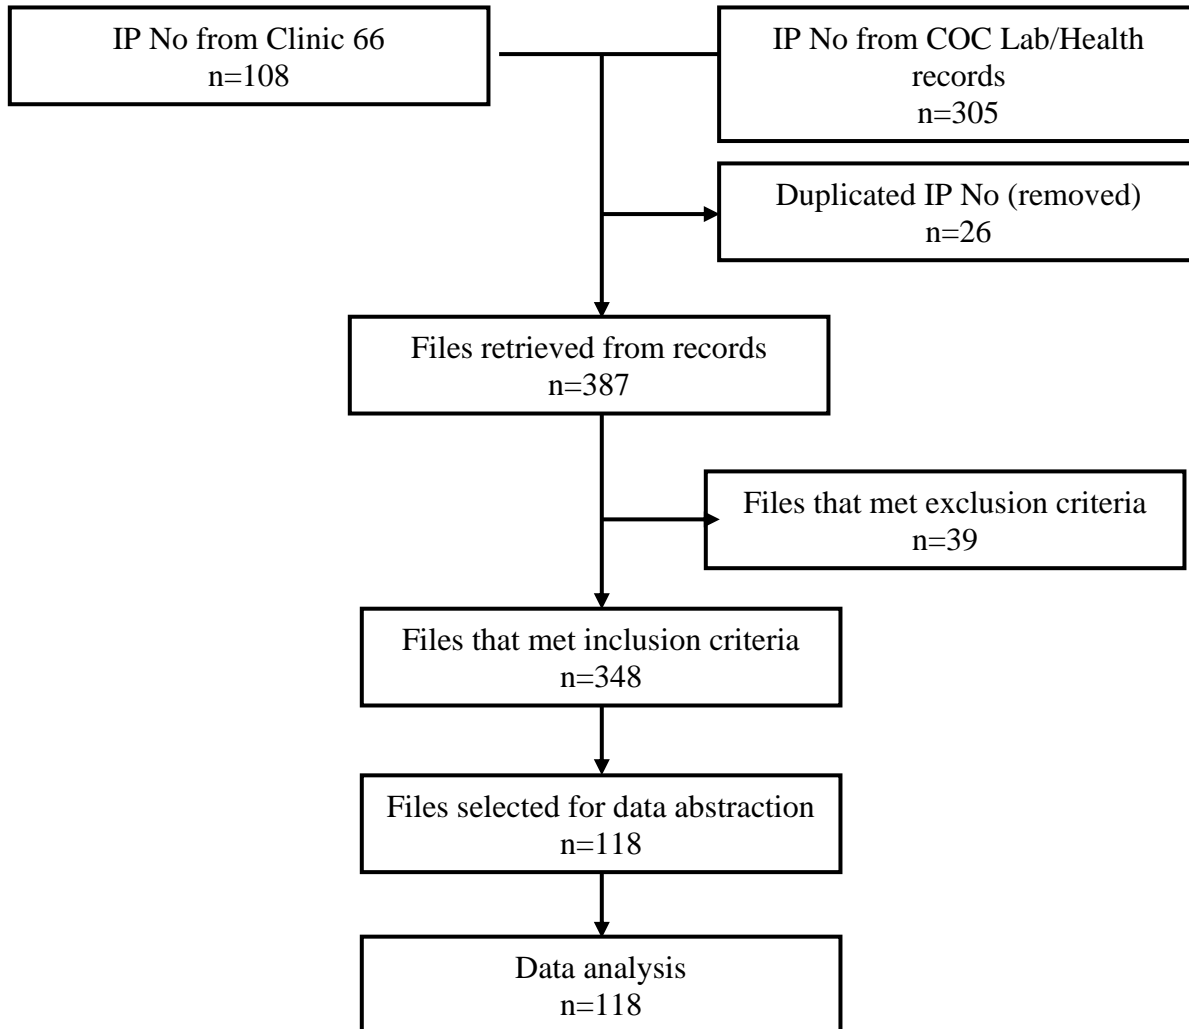 IP No from Clinic 66
n=108
IP No from COC Lab/Health
records
n=305
Duplicated IP No (removed)
n=26
Files retrieved from records
n=387
Files that met exclusion criteria
n=39
Files that met inclusion criteria
n=348
Files selected for data abstraction
n=118
Data analysis
n=118